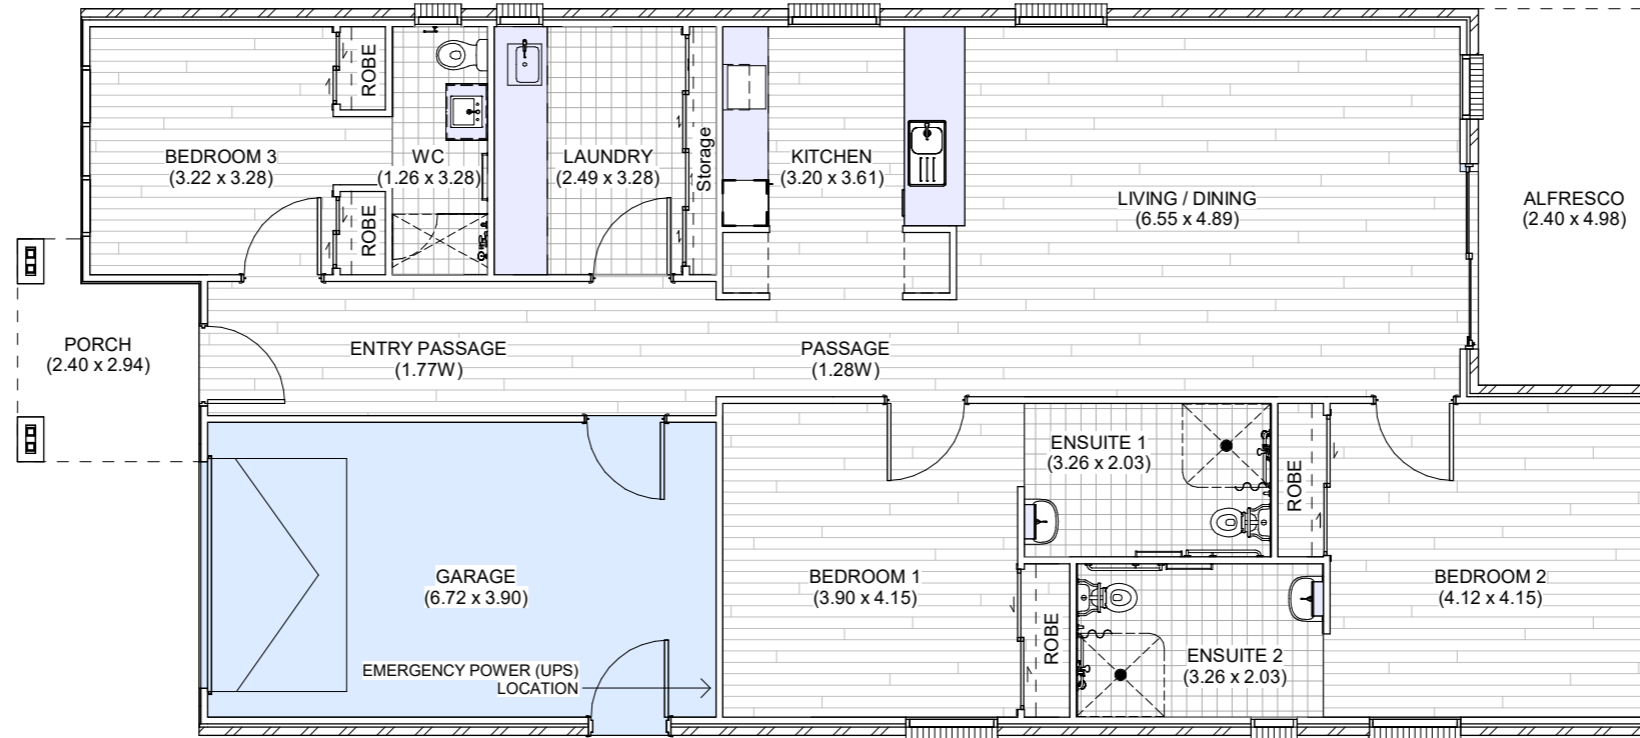 ROBE
BEDROOM 3
(3.22 x 3.28)
ROBE
WC
(1.26 x 3.28)
LAUNDRY
(2.49 x 3.28)
Storage
KITCHEN
(3.20 x 3.61)
LIVING / DINING
(6.55 x 4.89)
ALFRESCO
(2.40 x 4.98)
PORCH
(2.40 x 2.94)
ENTRY PASSAGE
(1.77W)
PASSAGE
(1.28W)
ENSUITE 1
(3.26 x 2.03)
ROBE
GARAGE
(6.72 x 3.90)
BEDROOM 1
(3.90 x 4.15)
BEDROOM 2
(4.12 x 4.15)
ROBE
ENSUITE 2
(3.26 x 2.03)
EMERGENCY POWER (UPS)
LOCATION